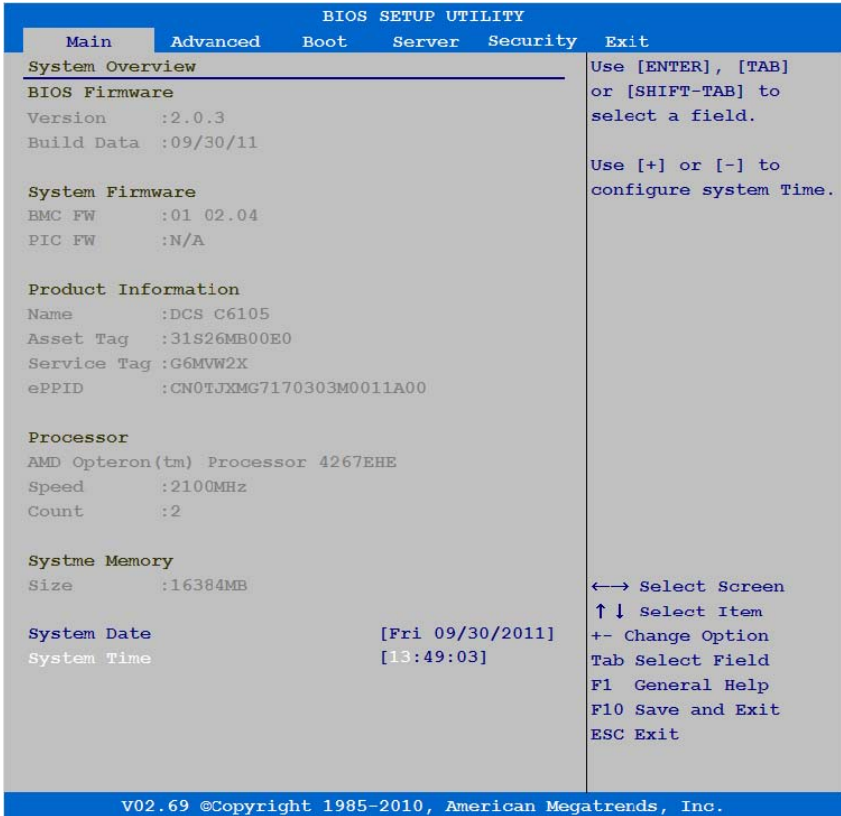 BIOS SETUP UTILITY
Main Advanced Boot Server Security Exit
System Overview
BIOS Firmware
Version :2.0.3
Build Data :09/30/11
System Firmware
BMC FW :01 02.04
PIC FW :N/A
Product Information
Name :DCS C6105
Asset Tag :31S26MB00E0
Service Tag :G6MVW2X
ePPID :CN0TJXMG7170303M0011A00
Processor
AMD Opteron(tm) Processor 4267EHE
Speed :2100MHz
Count :2
Systme Memory
Size :16384MB
System Date [Fri 09/30/2011]
System Time [13:49:03]
Use [ENTER], [TAB]
or [SHIFT-TAB] to
select a field.
Use [+] or [-] to
configure system Time.
←→ Select Screen
↑↓ Select Item
+- Change Option
Tab Select Field
F1 General Help
F10 Save and Exit
ESC Exit
V02.69 ©Copyright 1985-2010, American Megatrends, Inc.